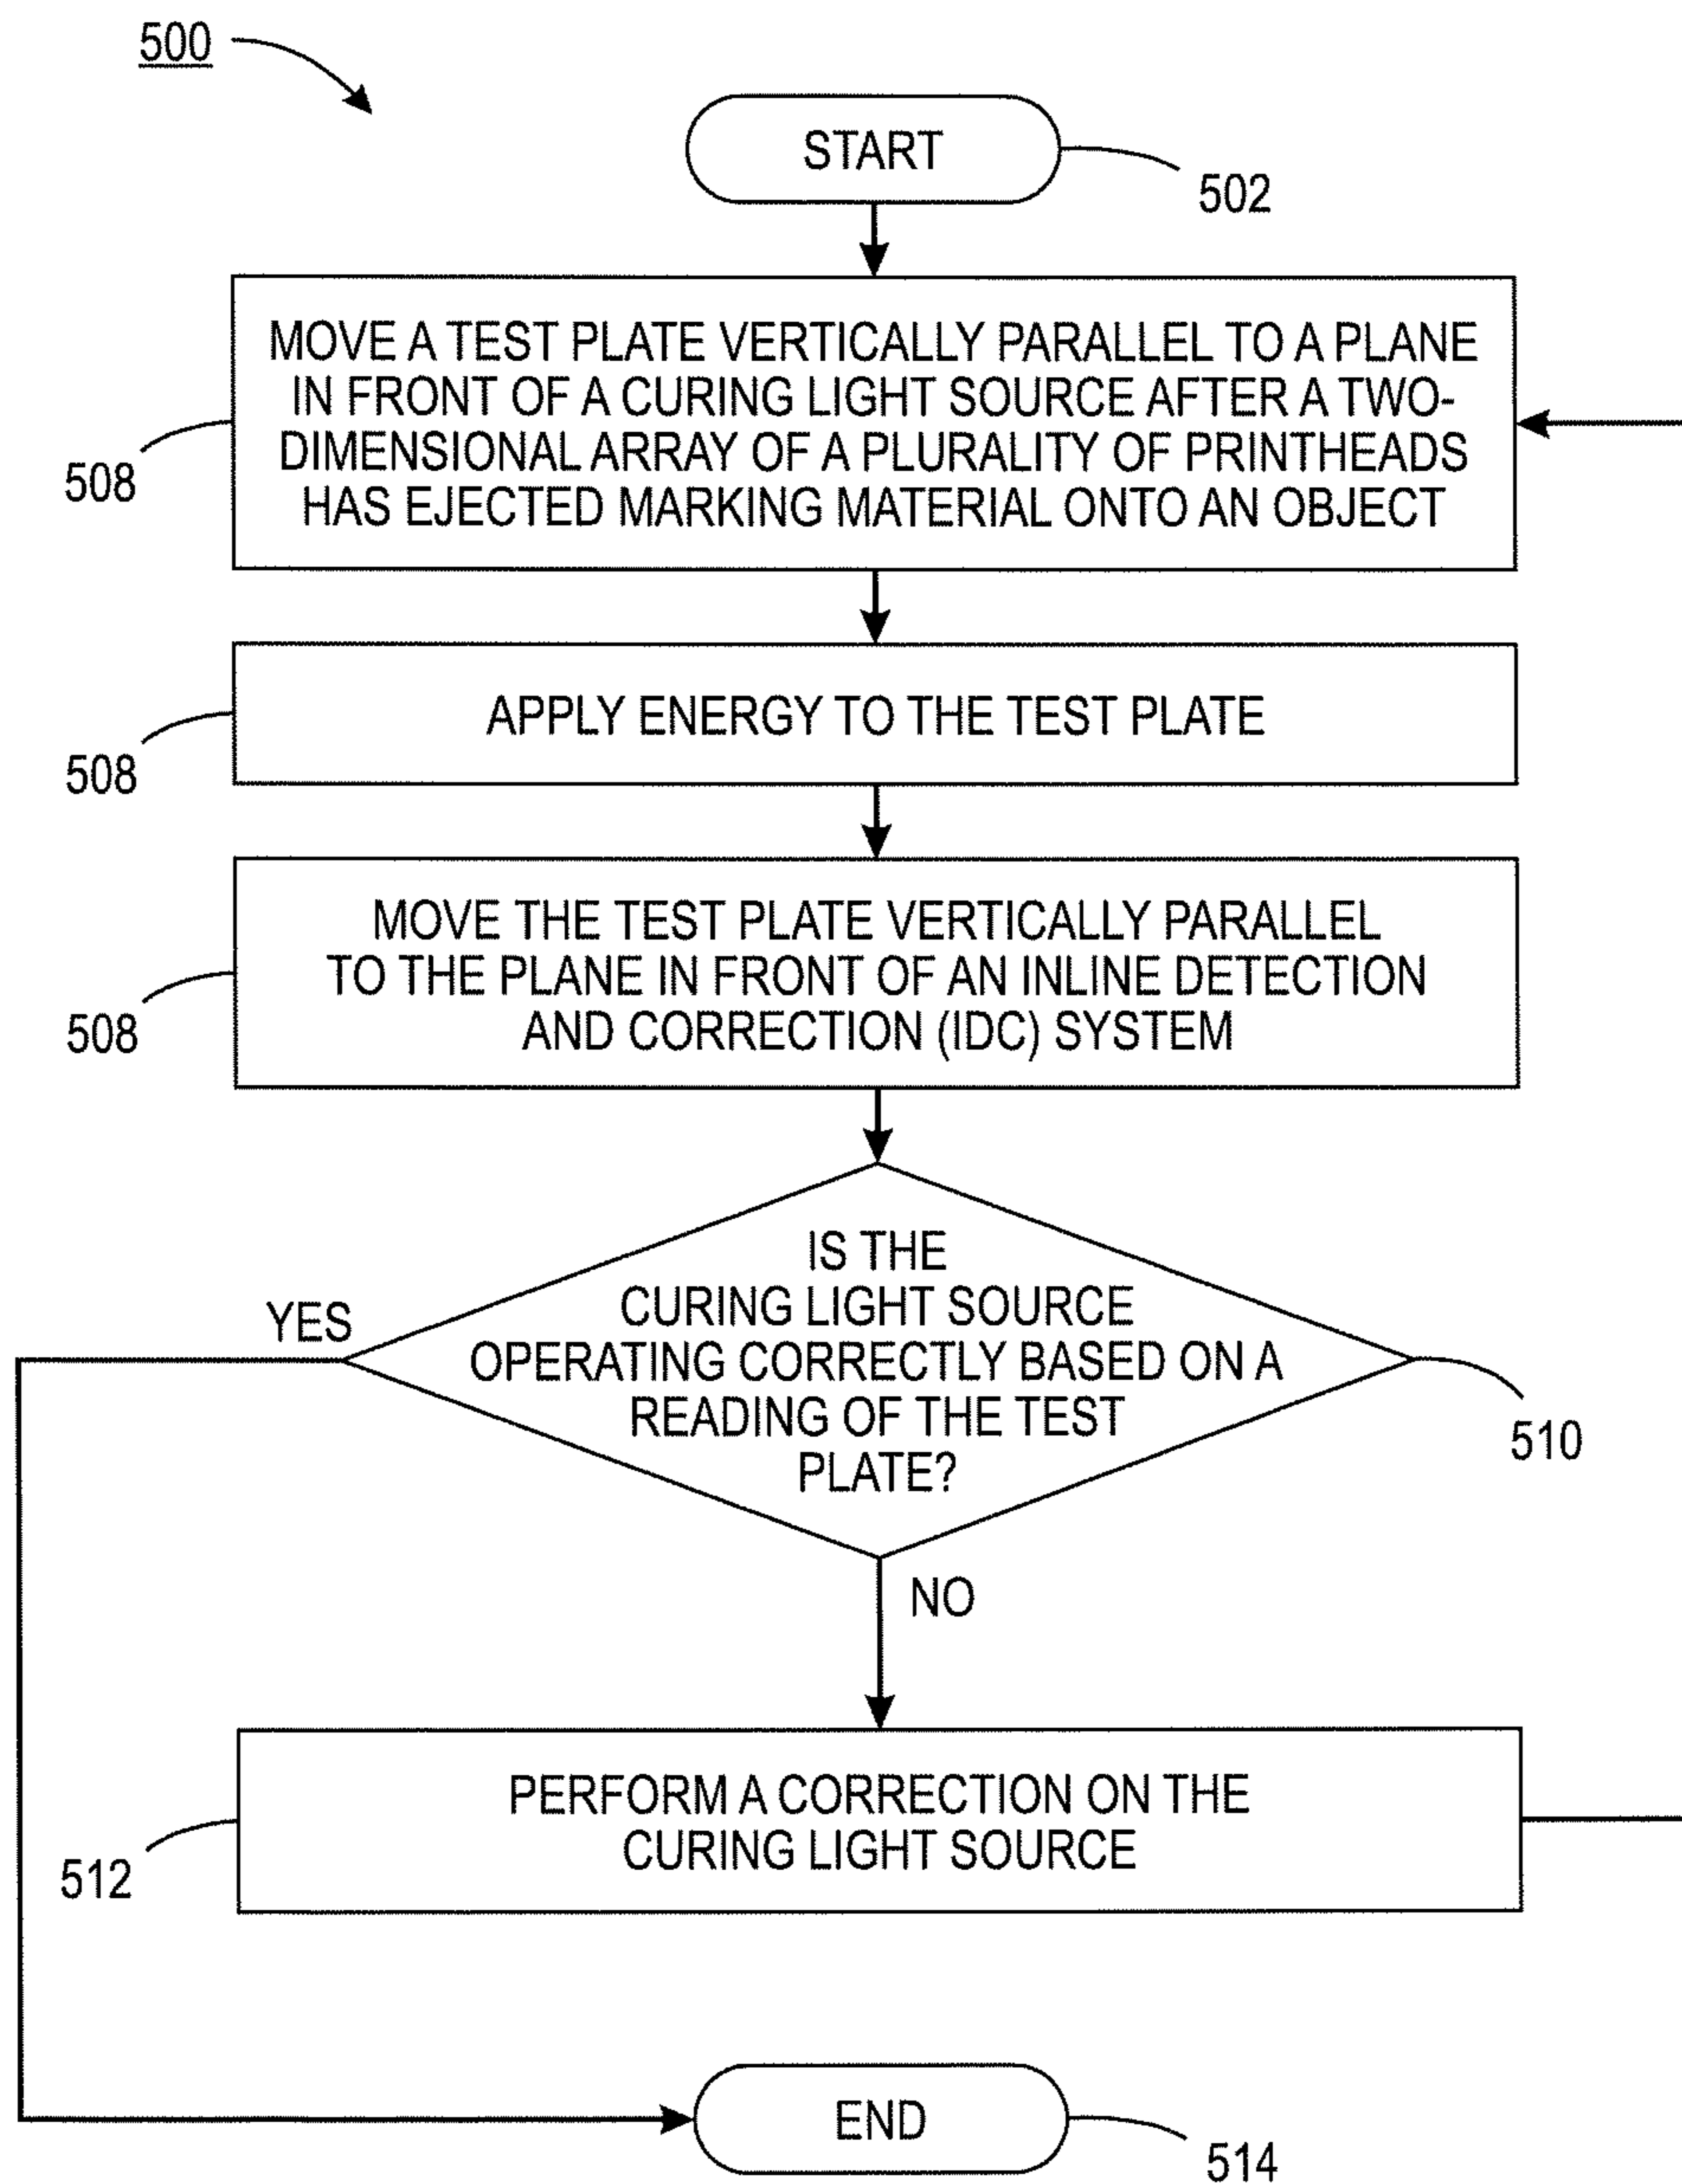 500
START
502
MOVE A TEST PLATE VERTICALLY PARALLEL TO A PLANE
IN FRONT OF A CURING LIGHT SOURCE AFTER A TWO-
DIMENSIONAL ARRAY OF A PLURALITY OF PRINTHEADS
HAS EJECTED MARKING MATERIAL ONTO AN OBJECT
508
APPLY ENERGY TO THE TEST PLATE
508
MOVE THE TEST PLATE VERTICALLY PARALLEL
TO THE PLANE IN FRONT OF AN INLINE DETECTION
AND CORRECTION (IDC) SYSTEM
508
IS THE
CURING LIGHT SOURCE
OPERATING CORRECTLY BASED ON A
READING OF THE TEST
PLATE?
YES
510
NO
PERFORM A CORRECTION ON THE
CURING LIGHT SOURCE
512
END
514